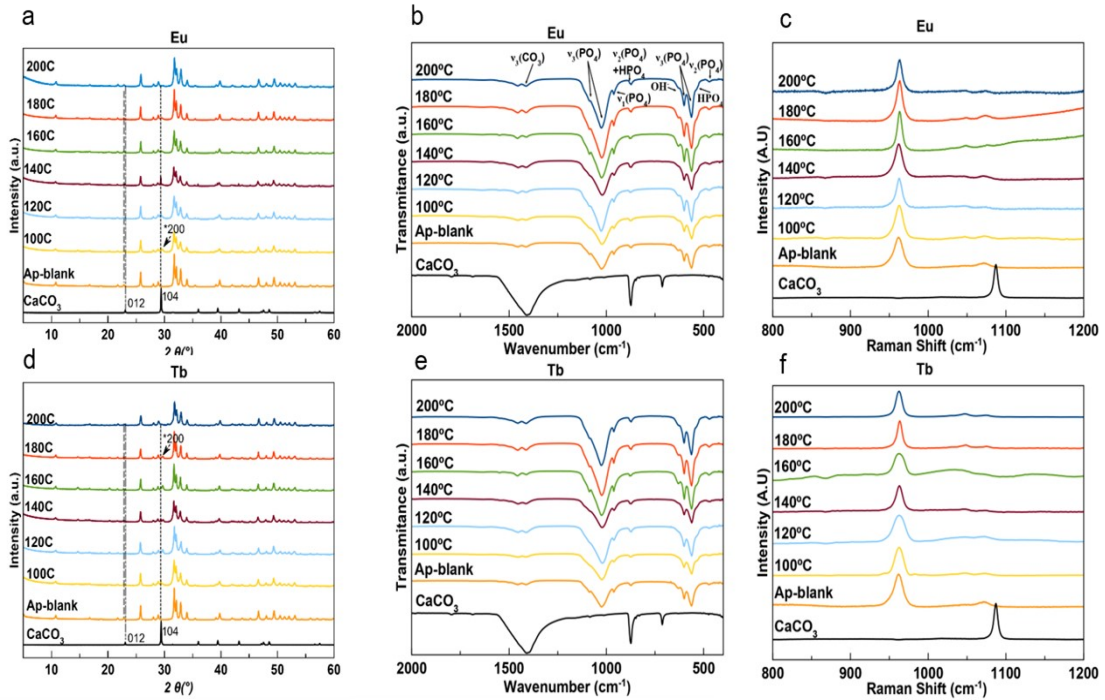 a
Eu
200C
180C
160C
140C
120C
100C
*200
Ap-blank
CaCO3
012
104
Intensity (a.u.)
0 10 20 30 40 50 60
2 θ(°)
b
Eu
ν3(CO3)
ν3(PO4)
ν2(PO4)
+HPO4
ν1(PO4)
ν3(PO4)
ν2(PO4)
OH
HPO4
200ºC
180ºC
160ºC
140ºC
120ºC
100ºC
Ap-blank
CaCO3
Transmitance (a.u.)
2000 1500 1000 500
Wavenumber (cm-1)
c
Eu
200ºC
180ºC
160ºC
140ºC
120ºC
100ºC
Ap-blank
CaCO3
Intensity (A.U)
800 900 1000 1100 1200
Raman Shift (cm-1)
d
Tb
200C
*200
180C
160C
140C
120C
100C
Ap-blank
CaCO3
012
104
Intensity (a.u.)
10 20 30 40 50 60
2 θ(°)
e
Tb
200ºC
180ºC
160ºC
140ºC
120ºC
100ºC
Ap-blank
CaCO3
Transmitance (a.u.)
2000 1500 1000 500
Wavenumber (cm-1)
f
Tb
200ºC
180ºC
160ºC
140ºC
120ºC
100ºC
Ap-blank
CaCO3
Intensity (A.U)
800 900 1000 1100 1200
Raman Shift (cm-1)